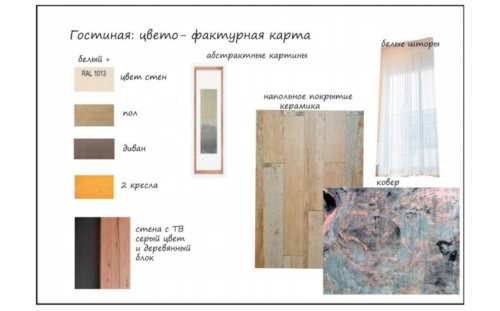 Гостиная: цвето - фактурная карта
белый +
RAL 1013
цвет стен
пол
диван
2 кресла
стена с ТВ
серый цвет
и деревянный
блок
абстрактные картины
напольное покрытие
керамика
белые шторы
ковер